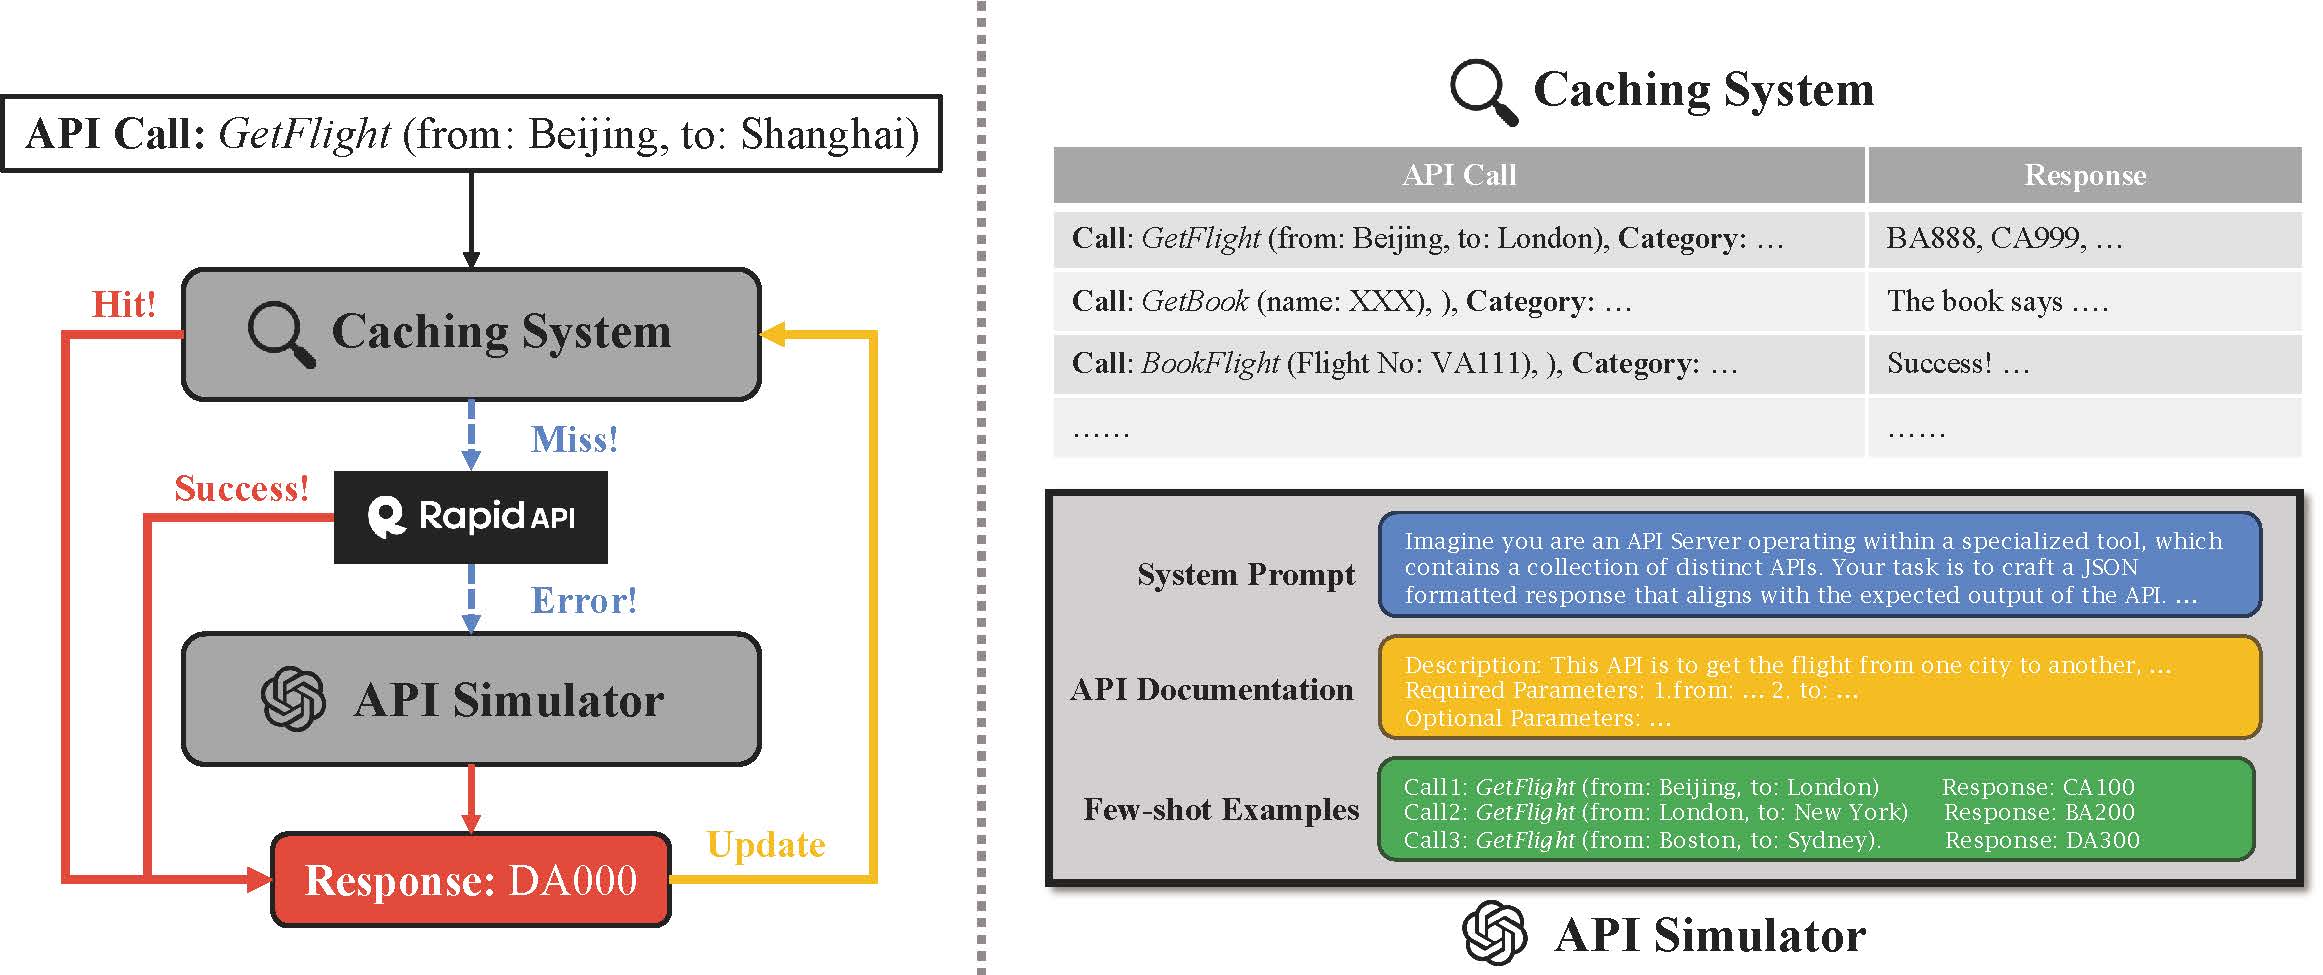 API Call: GetFlight (from: Beijing, to: Shanghai)
Hit!
Caching System
Miss!
Success!
Rapid API
Error!
API Simulator
Response: DA000
Update
Caching System
API Call Response
Call: GetFlight (from: Beijing, to: London), Category: … BA888, CA999, …
Call: GetBook (name: XXX), ), Category: … The book says ….
Call: BookFlight (Flight No: VA111), ), Category: … Success! …
…… ……
System Prompt
Imagine you are an API Server operating within a specialized tool, which
contains a collection of distinct APIs. Your task is to craft a JSON
formatted response that aligns with the expected output of the API. …
API Documentation
Description: This API is to get the flight from one city to another, …
Required Parameters: 1.from: … 2. to: …
Optional Parameters: …
Few-shot Examples
Call1: GetFlight (from: Beijing, to: London) Response: CA100
Call2: GetFlight (from: London, to: New York) Response: BA200
Call3: GetFlight (from: Boston, to: Sydney). Response: DA300
API Simulator